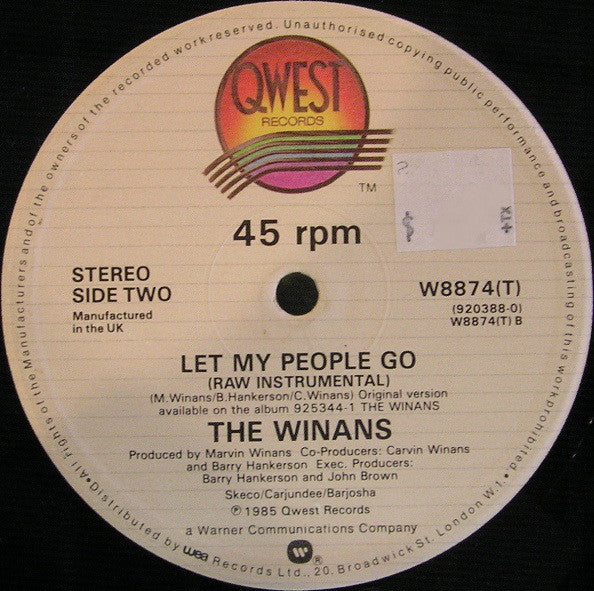 All Rights of the Manufacturers and of the owners of the recorded work reserved. Unauthorised copying public performance and broadcasting of this work prohibited.
QWEST
RECORDS
TM
45 rpm
STEREO
SIDE TWO
Manufactured
in the UK
W8874(T)
(920388-0)
W8874(T) B
LET MY PEOPLE GO
(RAW INSTRUMENTAL)
(M.Winans/B.Hankerson/C.Winans) Original version
available on the album 925344-1 THE WINANS
THE WINANS
Produced by Marvin Winans Co-Producers: Carvin Winans
and Barry Hankerson Exec. Producers:
Barry Hankerson and John Brown
Skeco/Carjundee/Barjosha
℗ 1985 Qwest Records
a Warner Communications Company
®
• Distributed by wea Records Ltd., 20. Broadwick St. London W.1. •